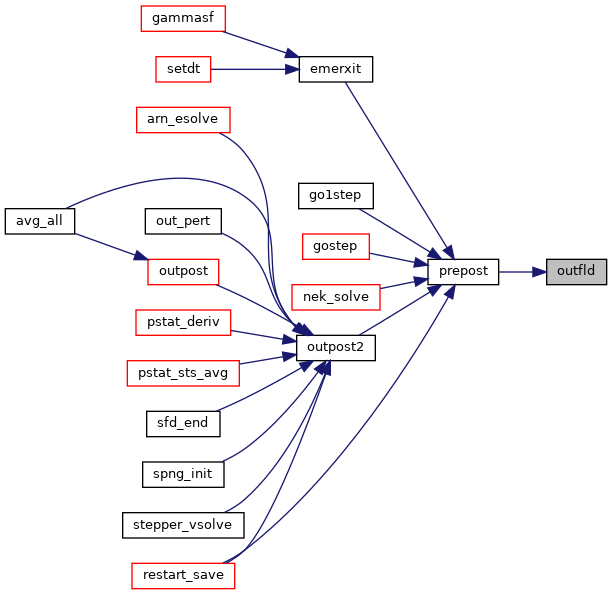 gammasf
setdt
emerxit
arn_esolve
go1step
avg_all
out_pert
gostep
outpost
prepost
outfld
nek_solve
pstat_deriv
outpost2
pstat_sts_avg
sfd_end
spng_init
stepper_vsolve
restart_save